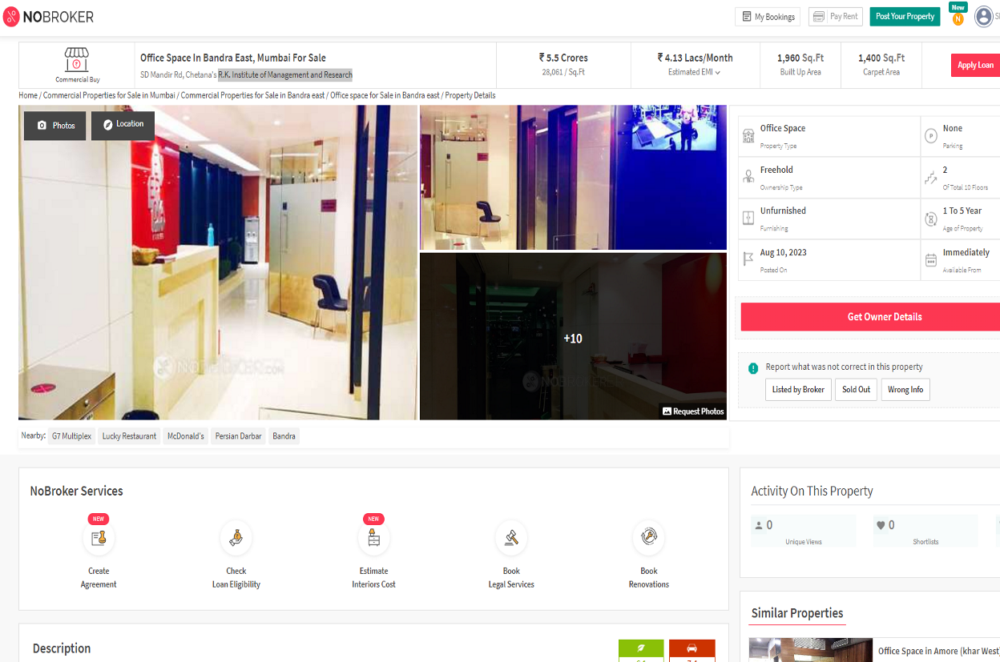 NOBROKER
My Bookings
Pay Rent
Post Your Property
New
N
Commercial Buy
Office Space In Bandra East, Mumbai For Sale
SD Mandir Rd, Chetana's R.K. Institute of Management and Research
₹ 5.5 Crores
28,061 / Sq.Ft
₹ 4.13 Lacs/Month
Estimated EMI
1,960 Sq.Ft
Built Up Area
1,400 Sq.Ft
Carpet Area
Apply Loan
Home / Commercial Properties for Sale in Mumbai / Commercial Properties for Sale in Bandra east / Office space for Sale in Bandra east / Property Details
Photos
Location
NOBROKER.COM
+10
Request Photos
Office Space
Property Type
None
Parking
Freehold
Ownership Type
2
Of Total 10 Floors
Unfurnished
Furnishing
1 To 5 Year
Age of Property
Aug 10, 2023
Posted On
Immediately
Available From
Get Owner Details
Report what was not correct in this property
Listed by Broker
Sold Out
Wrong Info
Nearby:
G7 Multiplex
Lucky Restaurant
McDonald's
Persian Darbar
Bandra
NoBroker Services
NEW
Create
Agreement
Check
Loan Eligibility
NEW
Estimate
Interiors Cost
Book
Legal Services
Book
Renovations
Activity On This Property
0
Unique Views
0
Shortlists
Similar Properties
Office Space in Amore (khar West)
Description